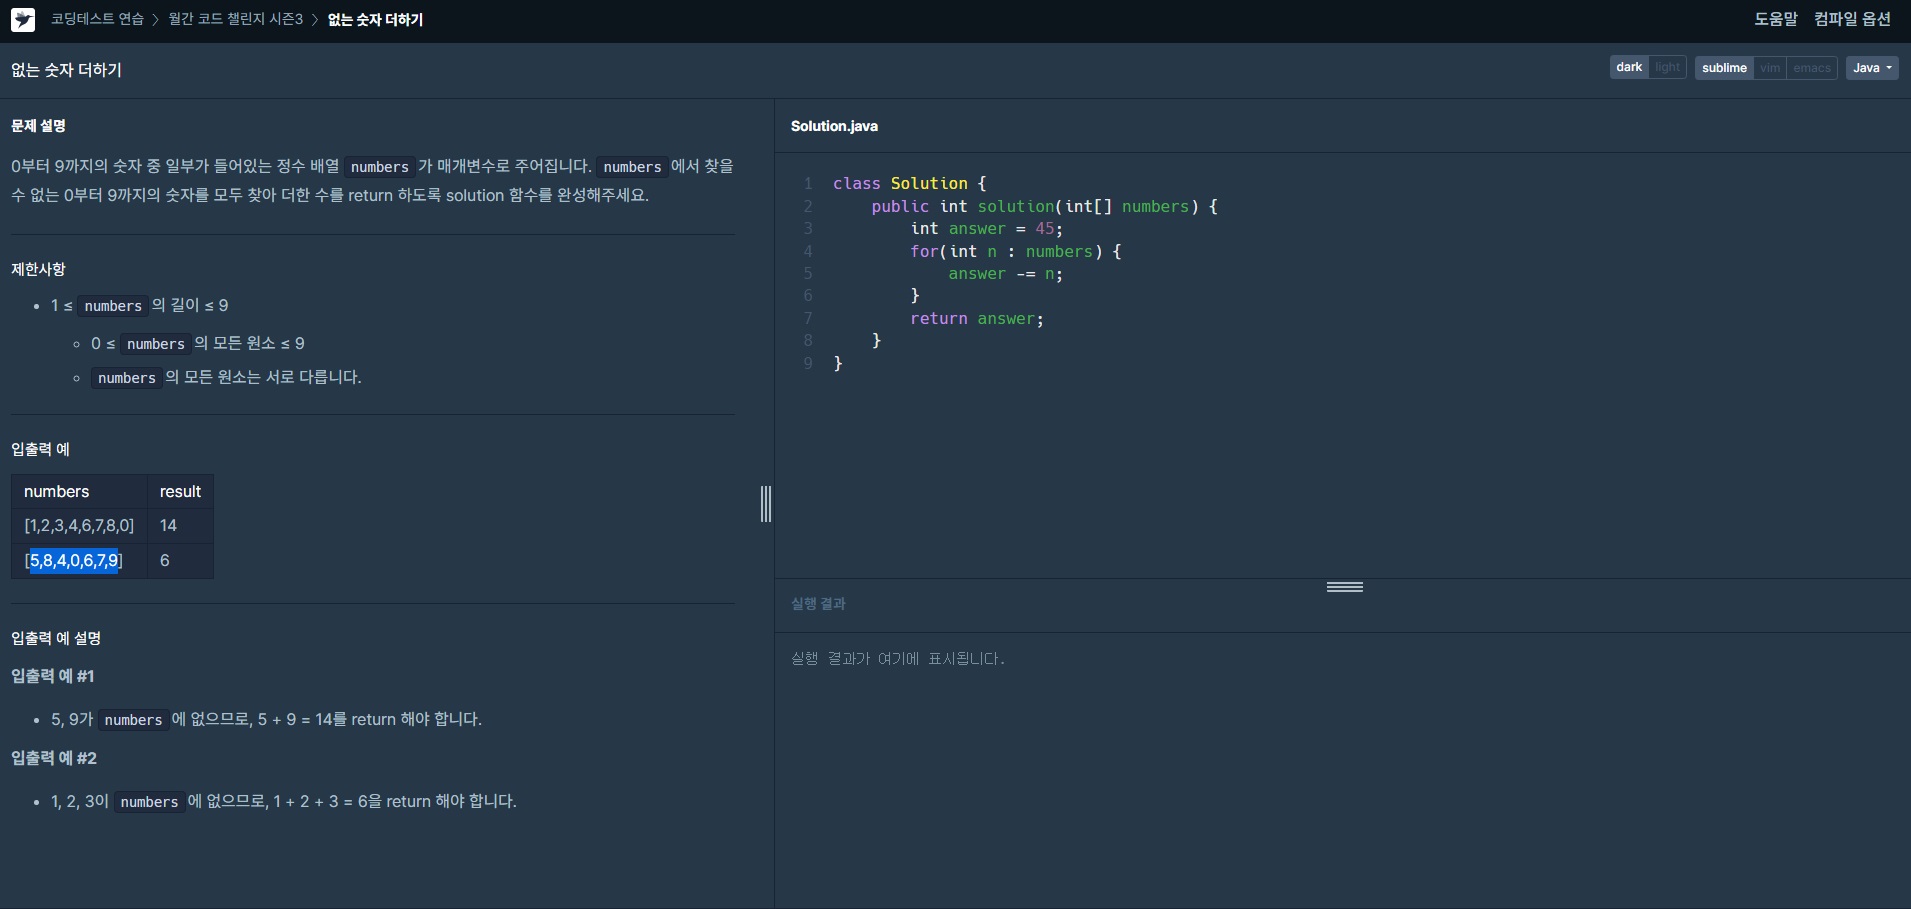 코딩테스트 연습 > 월간 코드 챌린지 시즌3 > 없는 숫자 더하기
도움말 컴파일 옵션
없는 숫자 더하기
dark light sublime vim emacs Java
문제 설명
0부터 9까지의 숫자 중 일부가 들어있는 정수 배열 numbers 가 매개변수로 주어집니다. numbers 에서 찾을
수 없는 0부터 9까지의 숫자를 모두 찾아 더한 수를 return 하도록 solution 함수를 완성해주세요.
제한사항
• 1 ≤ numbers 의 길이 ≤ 9
◦ 0 ≤ numbers 의 모든 원소 ≤ 9
◦ numbers 의 모든 원소는 서로 다릅니다.
입출력 예
numbers result
[1,2,3,4,6,7,8,0] 14
[5,8,4,0,6,7,9] 6
입출력 예 설명
입출력 예 #1
• 5, 9가 numbers 에 없으므로, 5 + 9 = 14를 return 해야 합니다.
입출력 예 #2
• 1, 2, 3이 numbers 에 없으므로, 1 + 2 + 3 = 6을 return 해야 합니다.
Solution.java
1 class Solution {
2     public int solution(int[] numbers) {
3         int answer = 45;
4         for(int n : numbers) {
5             answer -= n;
6         }
7         return answer;
8     }
9 }
실행 결과
실행 결과가 여기에 표시됩니다.